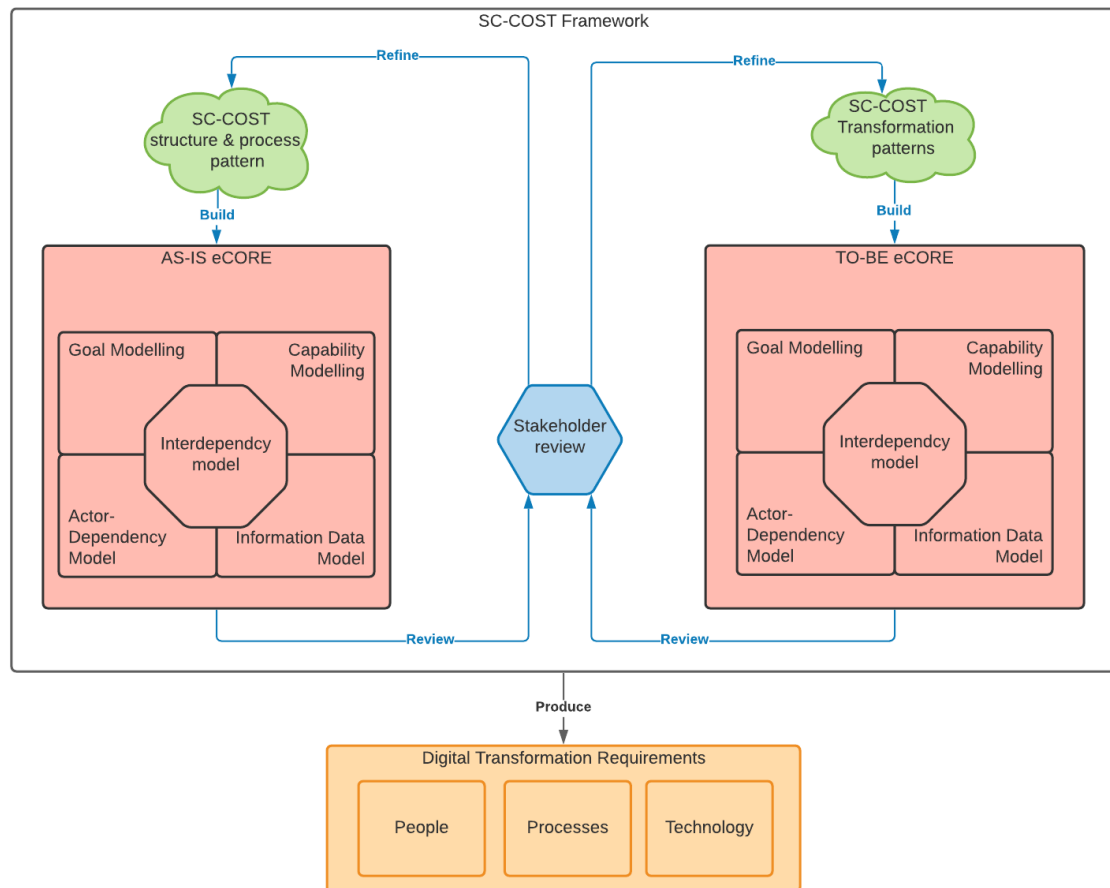 SC-COST Framework
Refine
Refine
SC-COST
structure & process
pattern
SC-COST
Transformation
patterns
Build
Build
AS-IS eCORE
Goal Modelling
Capability
Modelling
Interdependcy
model
Actor-
Dependency
Model
Information Data
Model
Stakeholder
review
TO-BE eCORE
Goal Modelling
Capability
Modelling
Interdependcy
model
Actor-
Dependency
Model
Information Data
Model
Review
Review
Produce
Digital Transformation Requirements
People
Processes
Technology